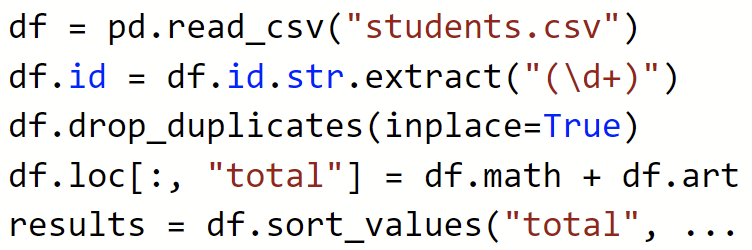 df = pd.read_csv("students.csv")
df.id = df.id.str.extract("(\d+)")
df.drop_duplicates(inplace=True)
df.loc[:, "total"] = df.math + df.art
results = df.sort_values("total", ...